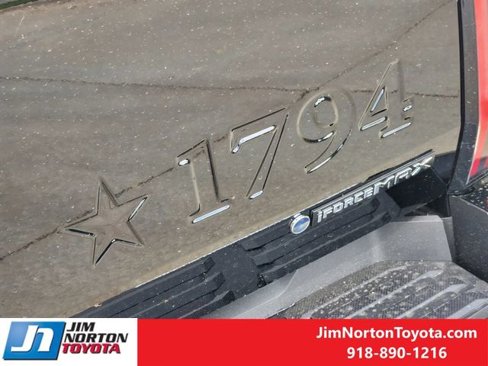 1794
iFORCEMAX
JIM
NORTON
TOYOTA
JimNortonToyota.com
918-890-1216